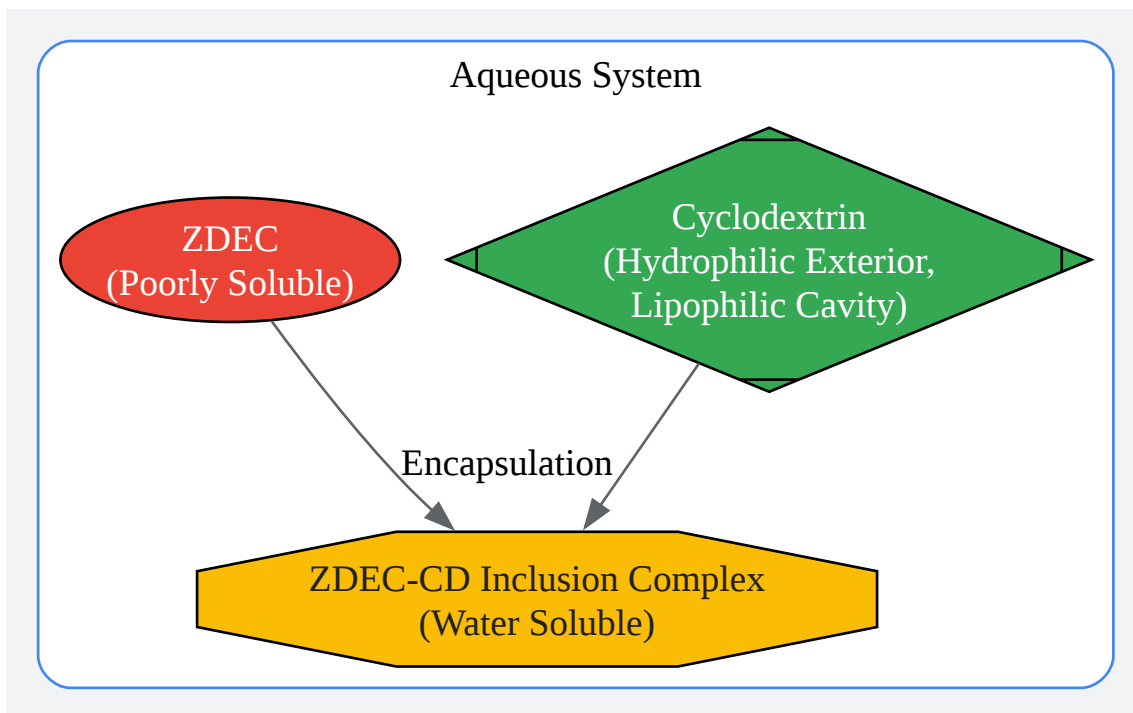 Aqueous System
ZDEC
(Poorly Soluble)
Cyclodextrin
(Hydrophilic Exterior,
Lipophilic Cavity)
Encapsulation
ZDEC-CD Inclusion Complex
(Water Soluble)